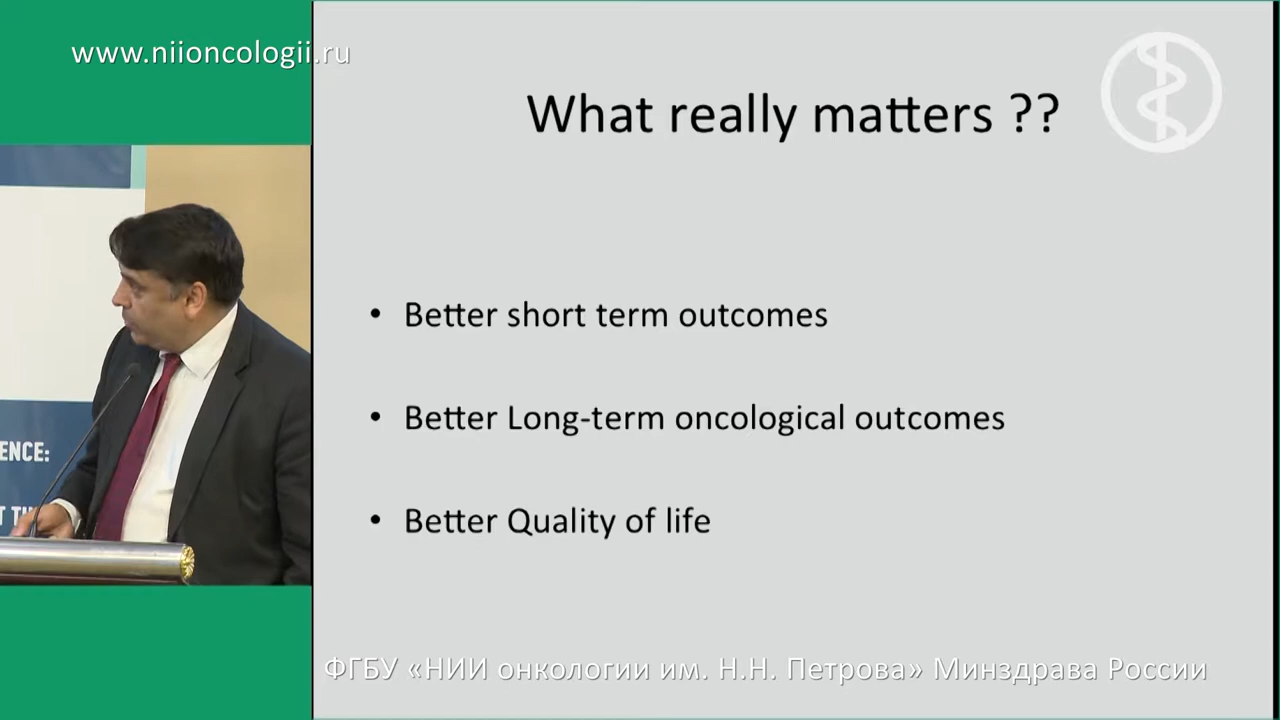 www.niioncologii.ru
What really matters ??
• Better short term outcomes
• Better Long-term oncological outcomes
• Better Quality of life
ENCE:
ФГБУ «НИИ онкологии им. Н.Н. Петрова» Минздрава России